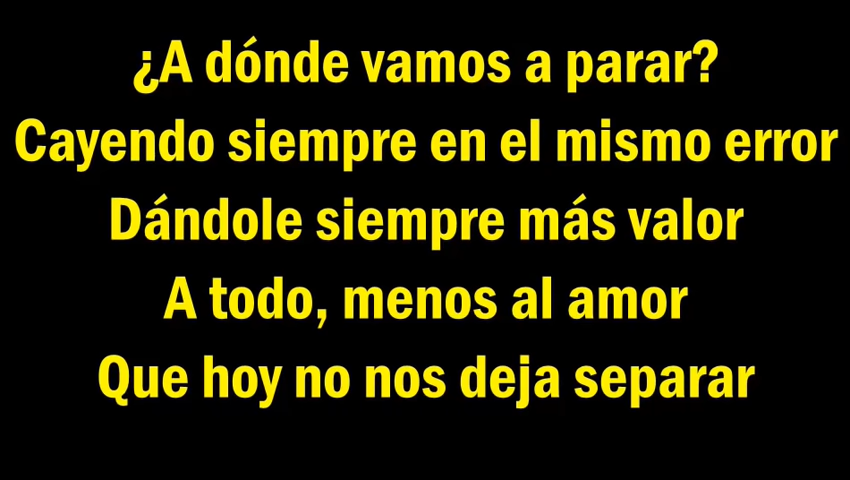 ¿A dónde vamos a parar?
Cayendo siempre en el mismo error
Dándole siempre más valor
A todo, menos al amor
Que hoy no nos deja separar